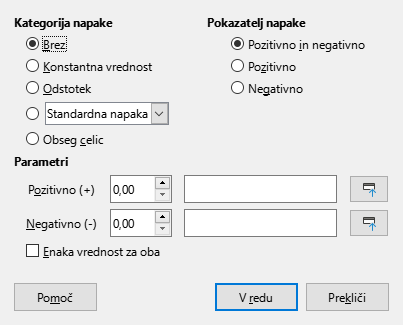 Kategorija napake
Pokazatelj napake
Brez
Pozitivno in negativno
Konstantna vrednost
Pozitivno
Odstotek
Negativno
Standardna napaka
Obseg celic
Parametri
Pozitivno (+) 0,00
Negativno (-) 0,00
Enaka vrednost za oba
Pomoč
V redu
Prekliči